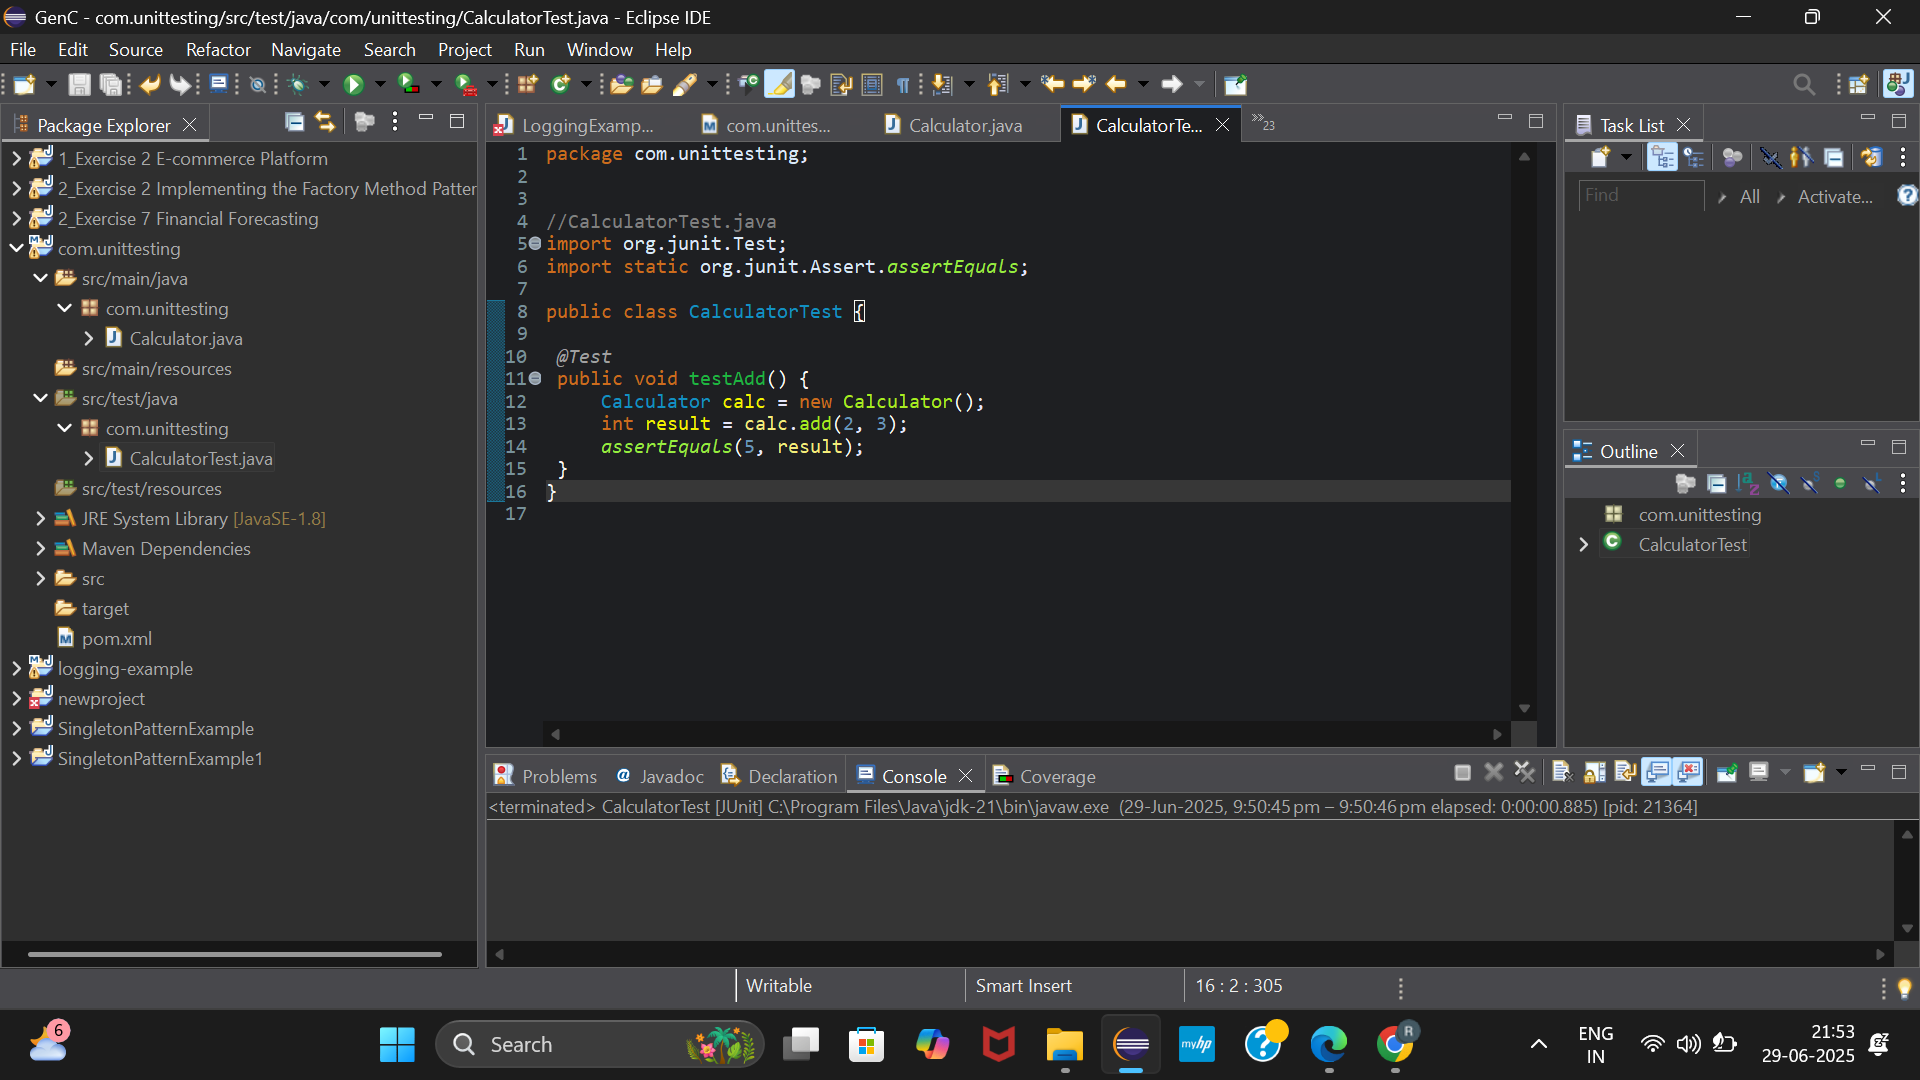 GenC - com.unittesting/src/test/java/com/unittesting/CalculatorTest.java - Eclipse IDE
File Edit Source Refactor Navigate Search Project Run Window Help
Package Explorer
1_Exercise 2 E-commerce Platform
2_Exercise 2 Implementing the Factory Method Patter
2_Exercise 7 Financial Forecasting
com.unittesting
src/main/java
com.unittesting
Calculator.java
src/main/resources
src/test/java
com.unittesting
CalculatorTest.java
src/test/resources
JRE System Library [JavaSE-1.8]
Maven Dependencies
src
target
pom.xml
logging-example
newproject
SingletonPatternExample
SingletonPatternExample1
LoggingExamp... com.unittes... Calculator.java CalculatorTe... »23
1 package com.unittesting;
2
3
4 //CalculatorTest.java
5 import org.junit.Test;
6 import static org.junit.Assert.assertEquals;
7
8 public class CalculatorTest {
9
10 @Test
11 public void testAdd() {
12 Calculator calc = new Calculator();
13 int result = calc.add(2, 3);
14 assertEquals(5, result);
15 }
16 }
17
Task List
Find All Activate...
Outline
com.unittesting
CalculatorTest
Problems Javadoc Declaration Console Coverage
<terminated> CalculatorTest [JUnit] C:\Program Files\Java\jdk-21\bin\javaw.exe (29-Jun-2025, 9:50:45 pm – 9:50:46 pm elapsed: 0:00:00.885) [pid: 21364]
Writable Smart Insert 16 : 2 : 305
6
Search
myhp
R
ENG
IN
21:53
29-06-2025